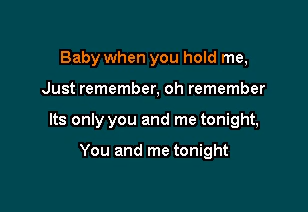 Baby when you hold me,
Just remember, oh remember
Its only you and me tonight,
You and me tonight